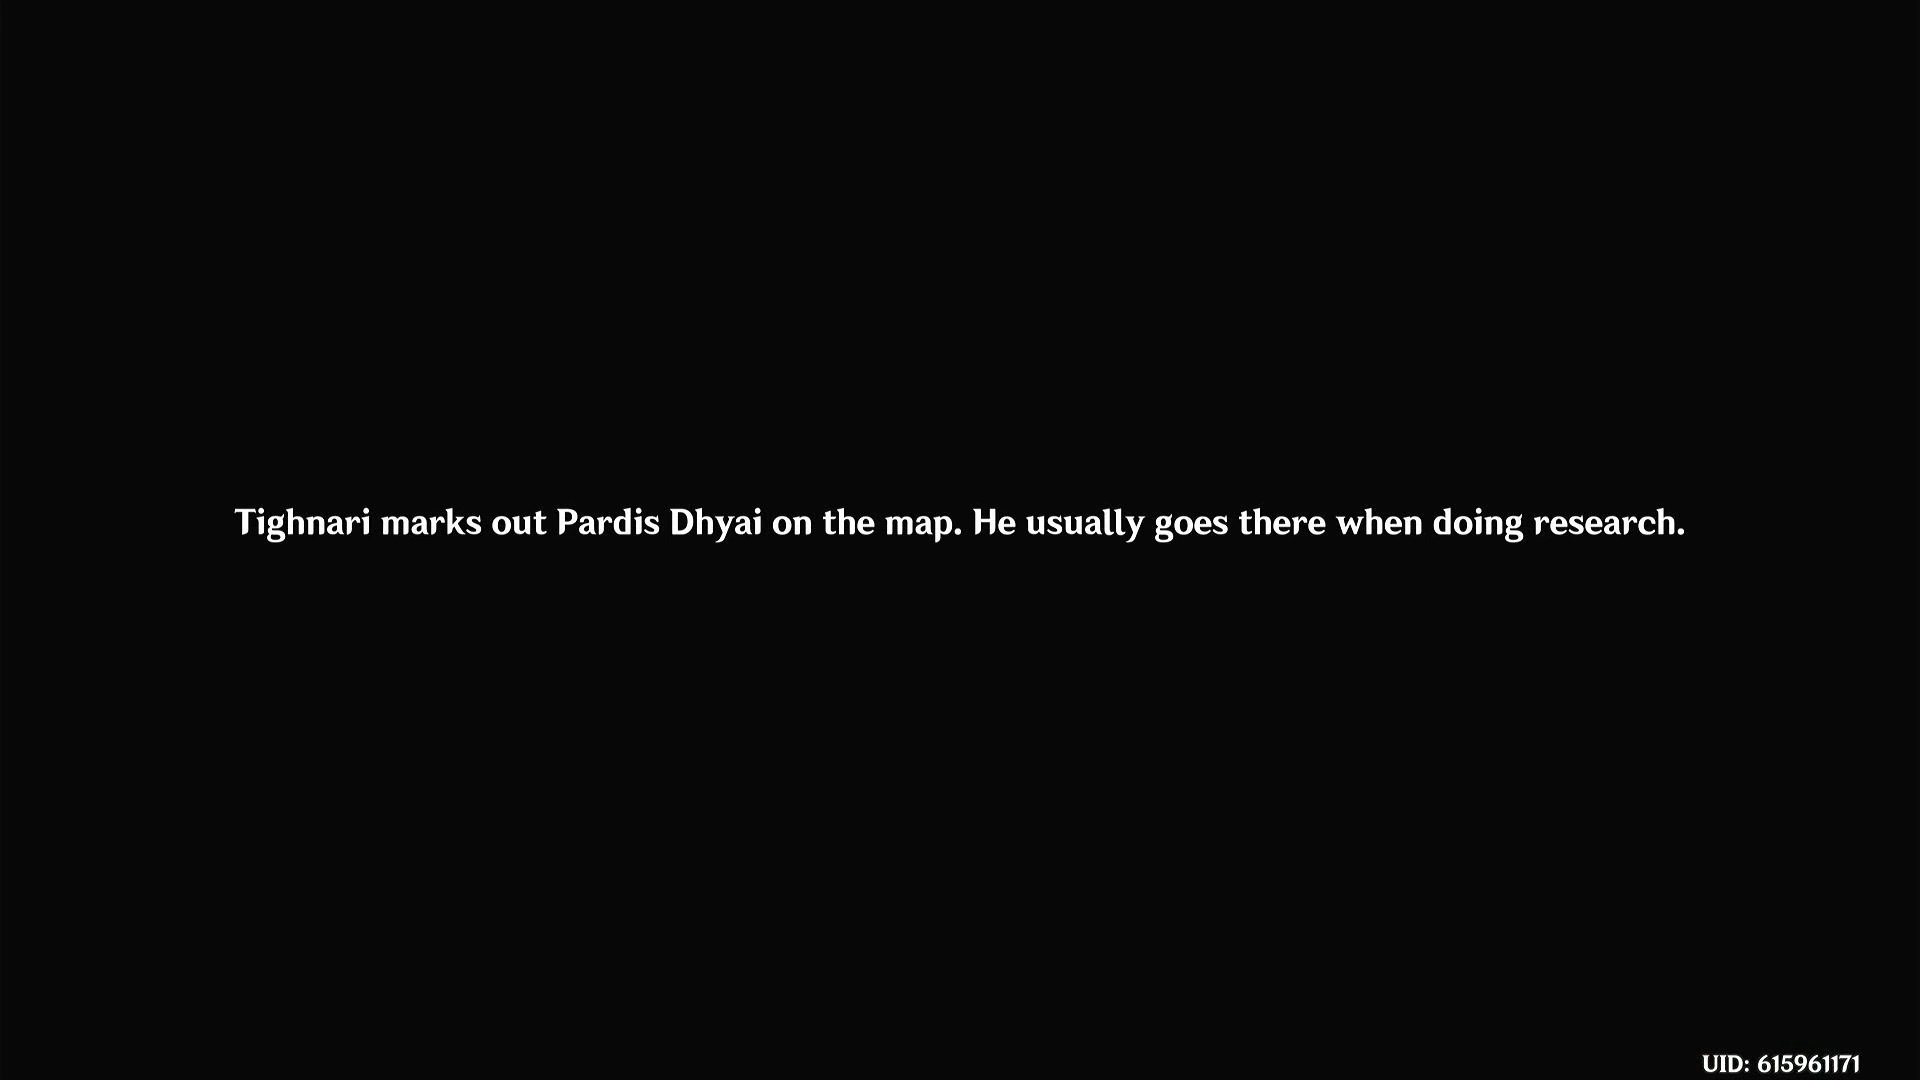 Tighnari marks out Pardis Dhyai on the map. He usually goes there when doing research.
UID: 615961171